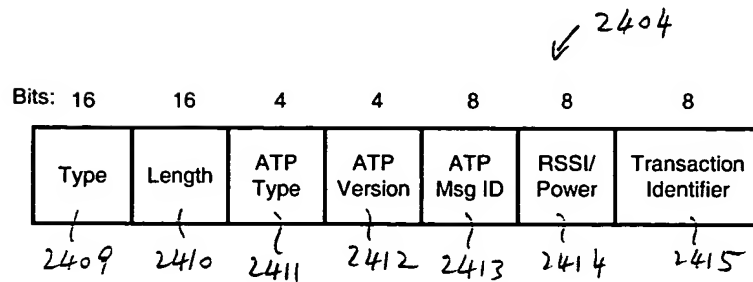 2404
Bits: 16 16 4 4 8 8 8
Type Length ATP Type ATP Version ATP Msg ID RSSI/ Power Transaction Identifier
2409 2410 2411 2412 2413 2414 2415